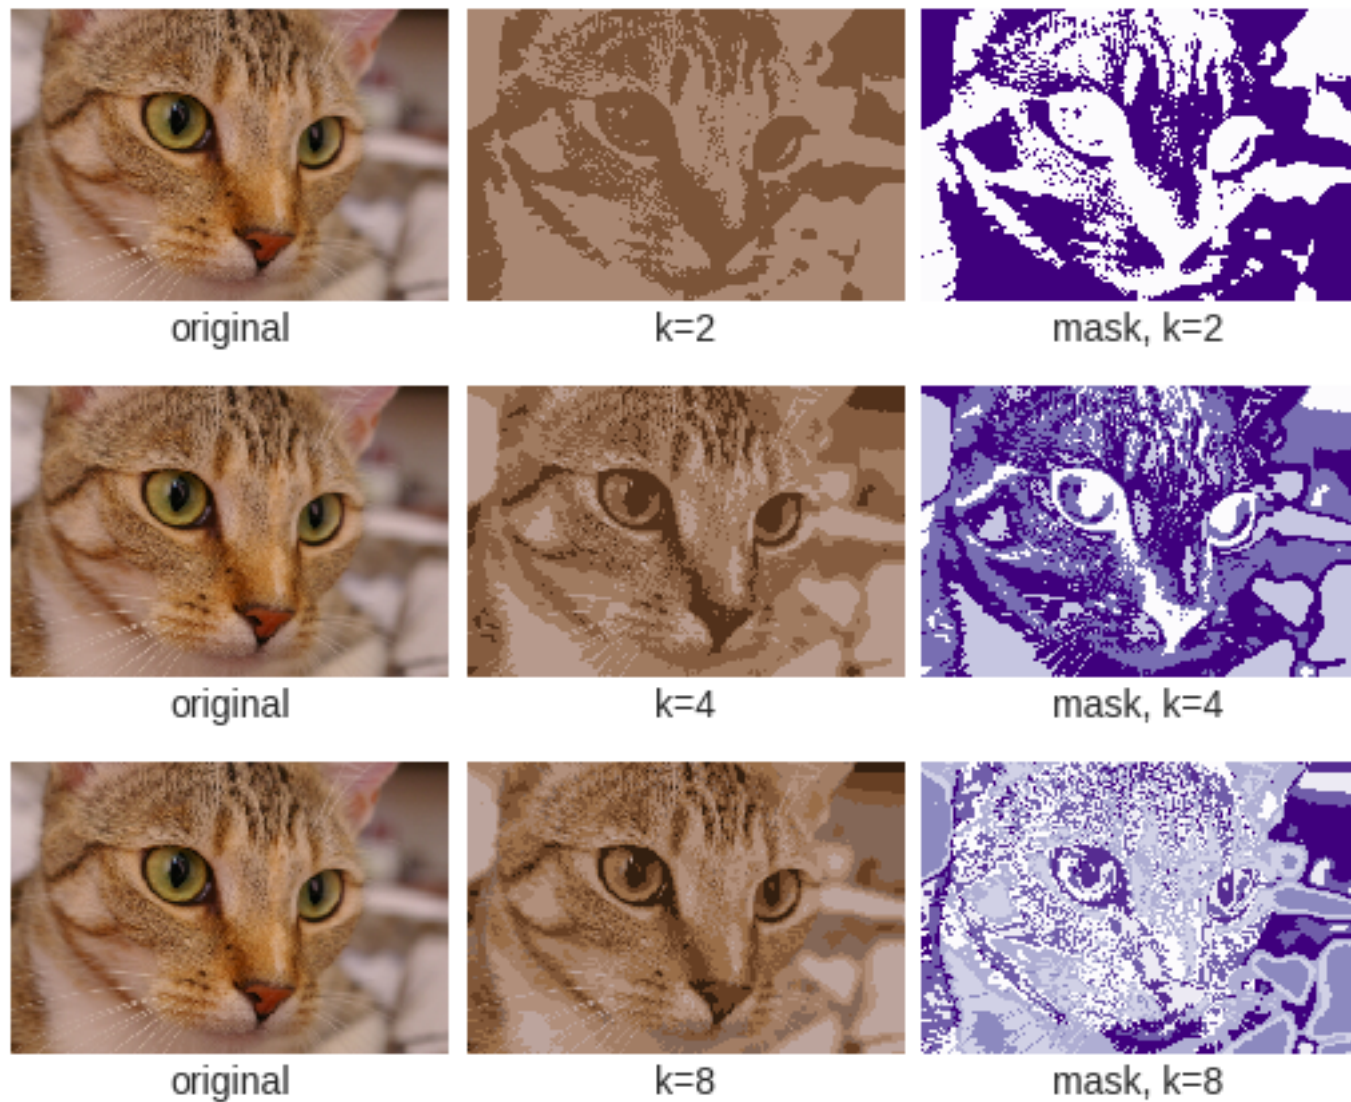 original k=2 mask, k=2
original k=4 mask, k=4
original k=8 mask, k=8